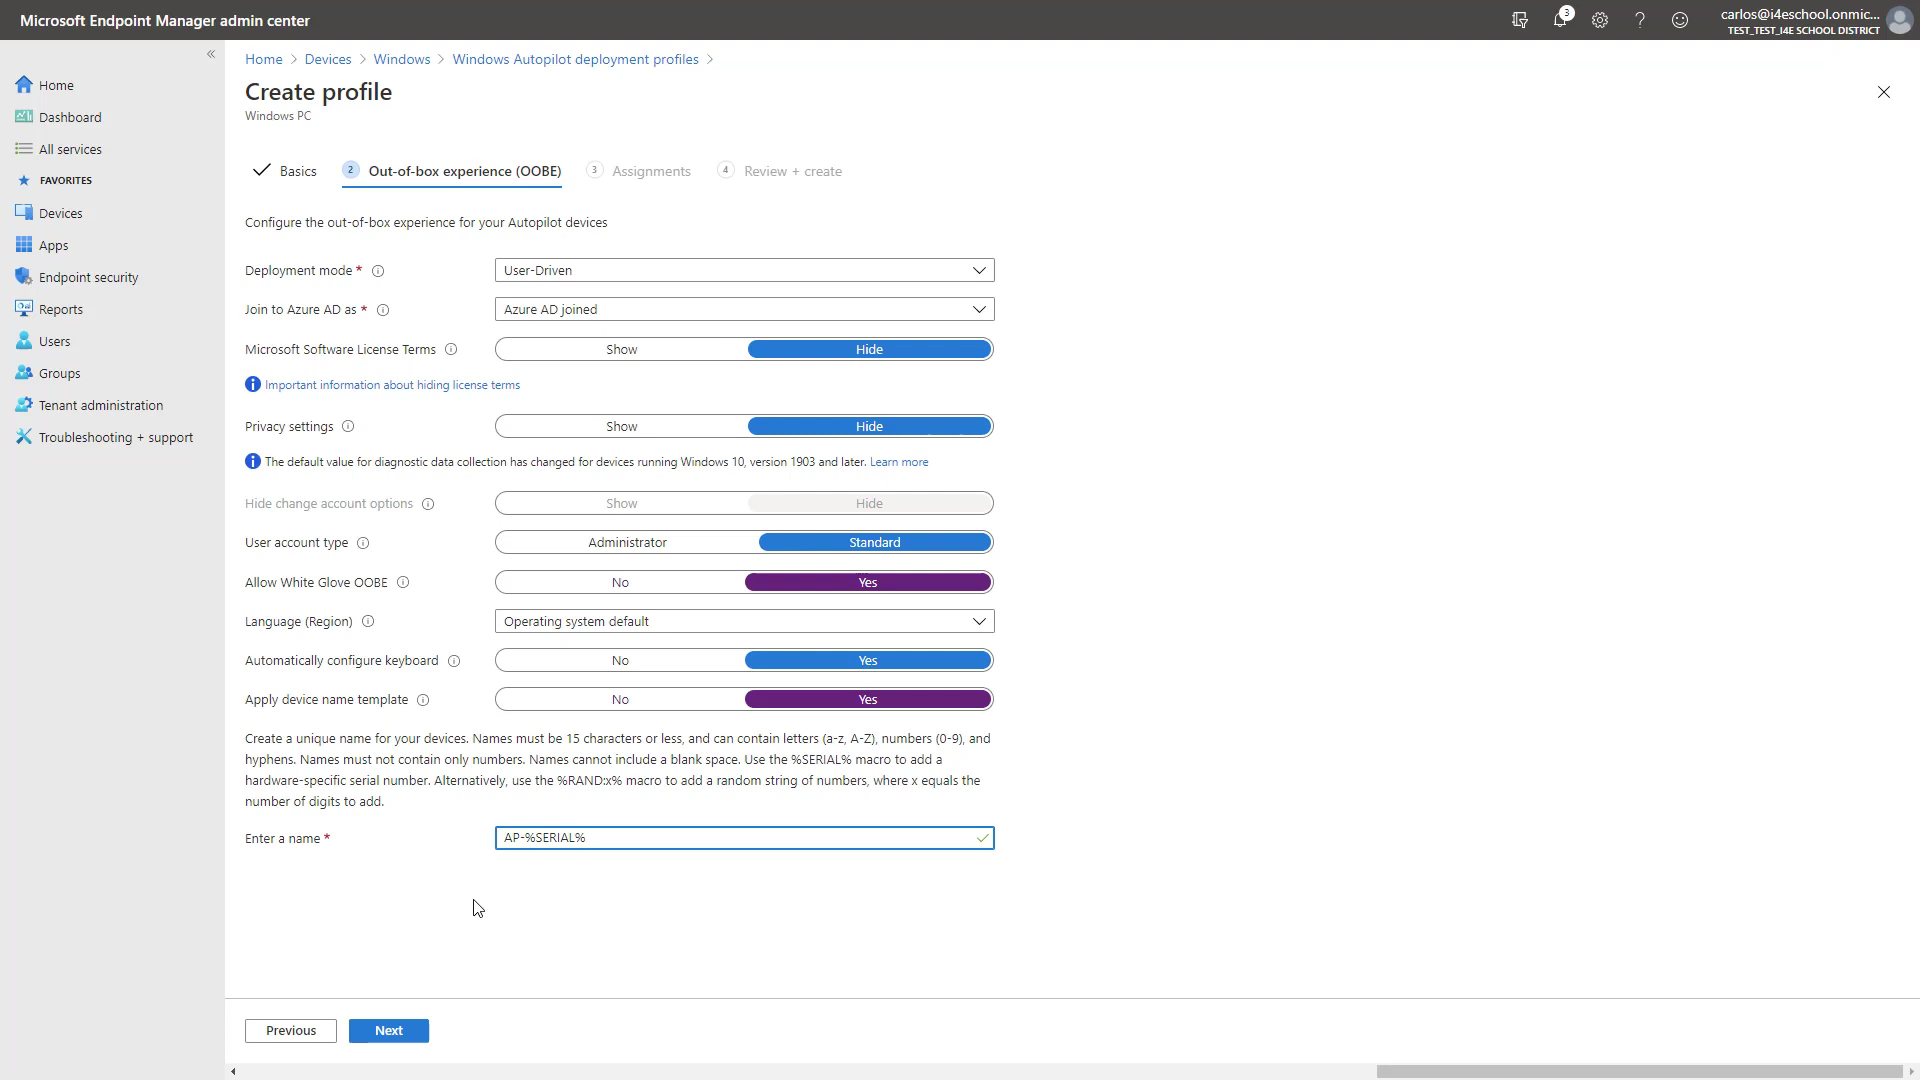 Microsoft Endpoint Manager admin center
3
carlos@i4eschool.onmic...
TEST_TEST_I4E SCHOOL DISTRICT
«
Home
Dashboard
All services
FAVORITES
Devices
Apps
Endpoint security
Reports
Users
Groups
Tenant administration
Troubleshooting + support
Home > Devices > Windows > Windows Autopilot deployment profiles >
Create profile
Windows PC
Basics
2 Out-of-box experience (OOBE)
3 Assignments
4 Review + create
Configure the out-of-box experience for your Autopilot devices
Deployment mode * User-Driven
Join to Azure AD as * Azure AD joined
Microsoft Software License Terms Show Hide
Important information about hiding license terms
Privacy settings Show Hide
The default value for diagnostic data collection has changed for devices running Windows 10, version 1903 and later. Learn more
Hide change account options Show Hide
User account type Administrator Standard
Allow White Glove OOBE No Yes
Language (Region) Operating system default
Automatically configure keyboard No Yes
Apply device name template No Yes
Create a unique name for your devices. Names must be 15 characters or less, and can contain letters (a-z, A-Z), numbers (0-9), and
hyphens. Names must not contain only numbers. Names cannot include a blank space. Use the %SERIAL% macro to add a
hardware-specific serial number. Alternatively, use the %RAND:x% macro to add a random string of numbers, where x equals the
number of digits to add.
Enter a name * AP-%SERIAL%
Previous Next